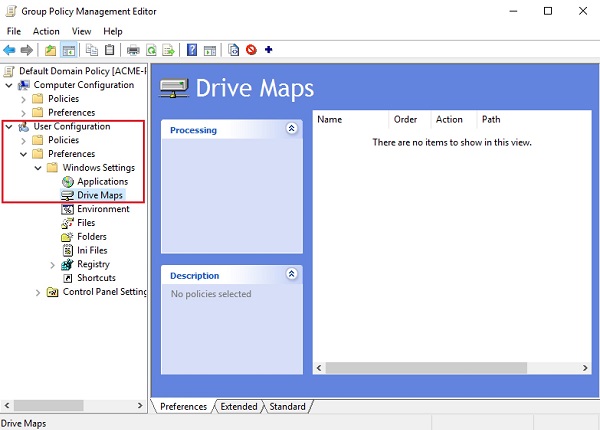 Group Policy Management Editor
File Action View Help
Default Domain Policy [ACME-
Computer Configuration
Policies
Preferences
User Configuration
Policies
Preferences
Windows Settings
Applications
Drive Maps
Environment
Files
Folders
Ini Files
Registry
Shortcuts
Control Panel Setting
Drive Maps
Processing
Description
No policies selected
Name Order Action Path
There are no items to show in this view.
Preferences Extended Standard
Drive Maps